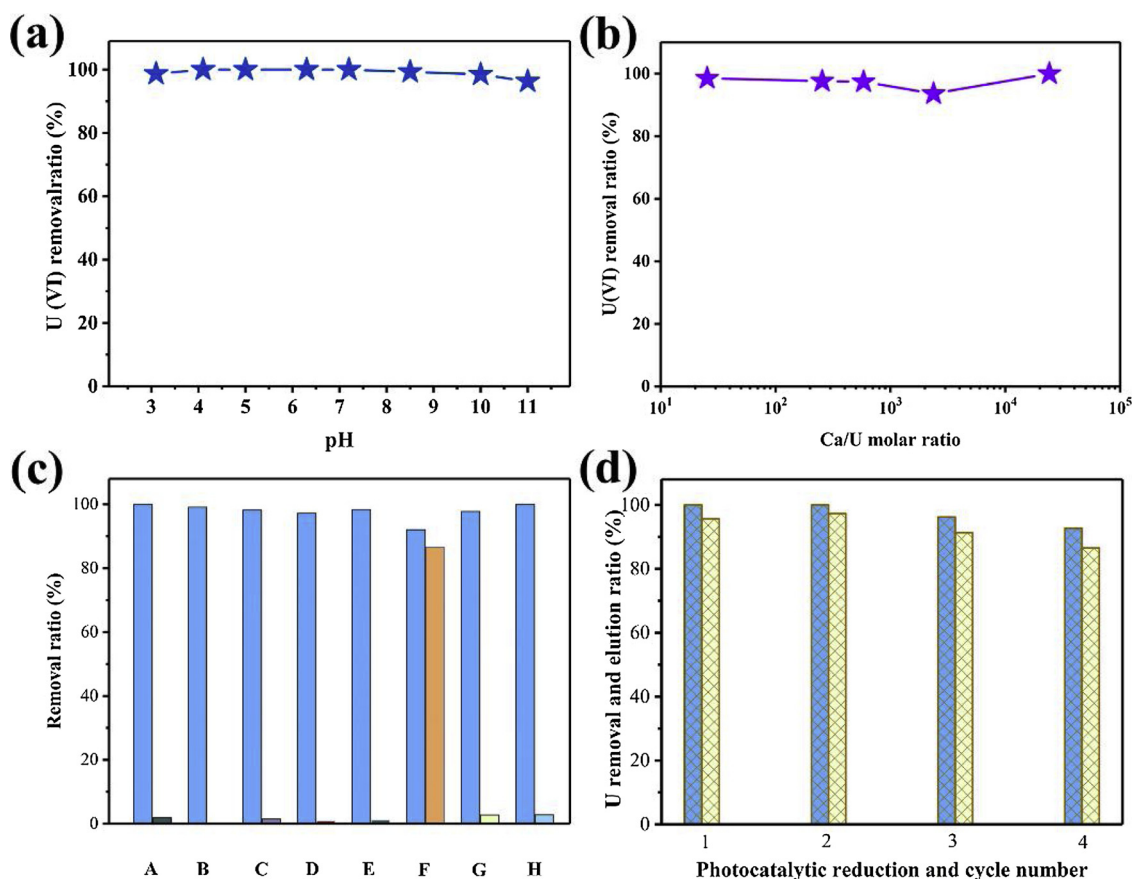 (a)
U (VI) removalratio (%)
100
80
60
40
20
0
3 4 5 6 7 8 9 10 11
pH
(b)
U(VI) removal ratio (%)
100
80
60
40
20
0
10¹ 10² 10³ 10⁴ 10⁵
Ca/U molar ratio
(c)
Removal ratio (%)
100
80
60
40
20
0
A B C D E F G H
(d)
U removal and elution ratio (%)
100
80
60
40
20
0
1 2 3 4
Photocatalytic reduction and cycle number